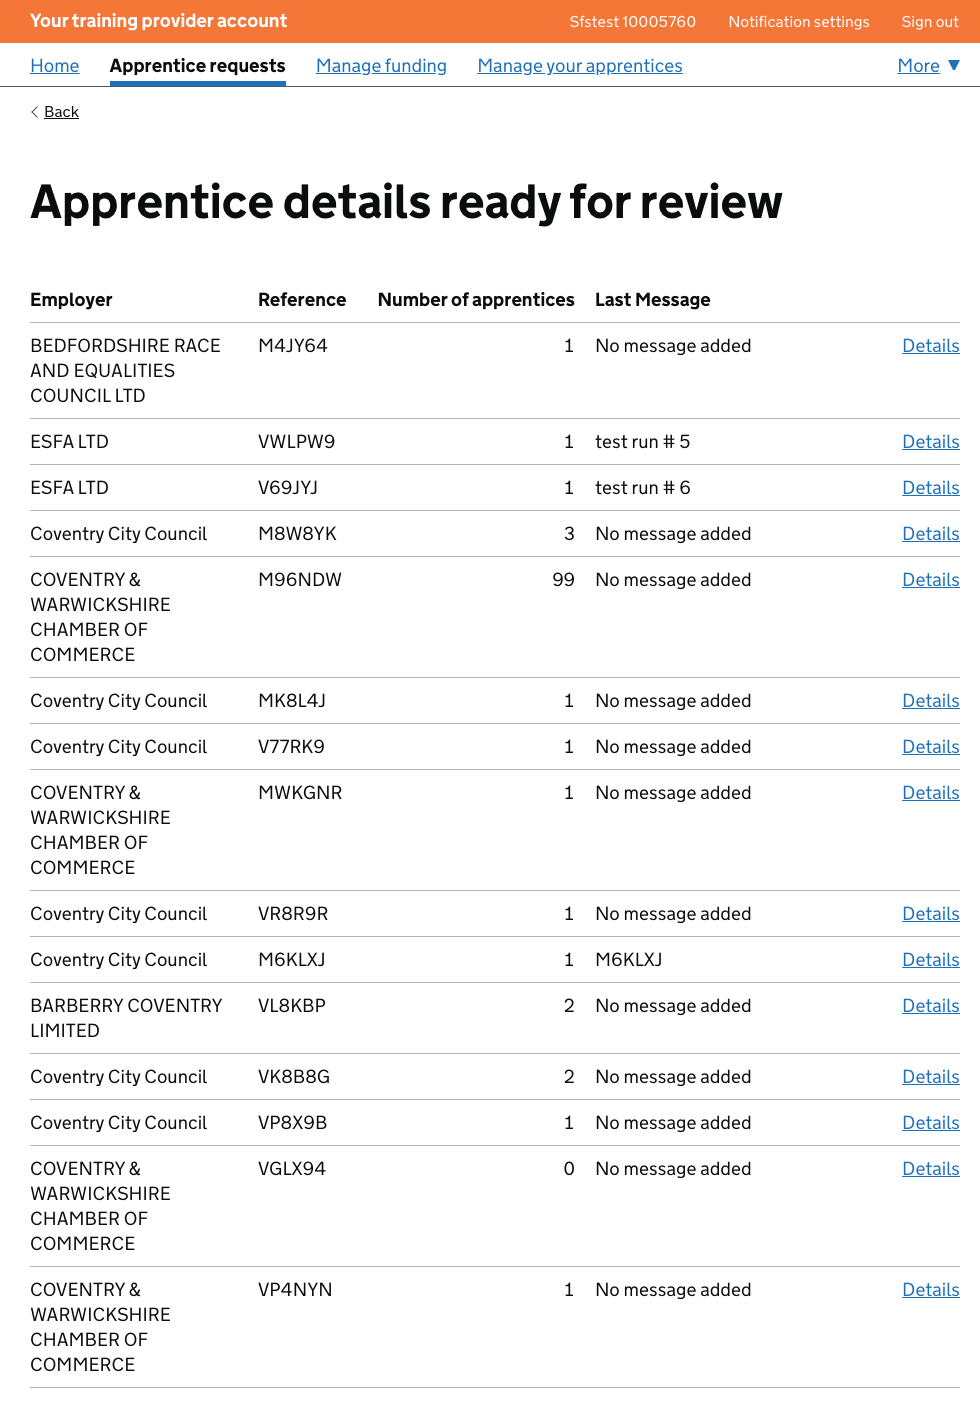 Your training provider account Sfstest 10005760 Notification settings Sign out
Home Apprentice requests Manage funding Manage your apprentices More ▼
Back
Apprentice details ready for review
Employer Reference Number of apprentices Last Message
BEDFORDSHIRE RACE M4JY64 1 No message added Details
AND EQUALITIES
COUNCIL LTD
ESFA LTD VWLPW9 1 test run # 5 Details
ESFA LTD V69JYJ 1 test run # 6 Details
Coventry City Council M8W8YK 3 No message added Details
COVENTRY & M96NDW 99 No message added Details
WARWICKSHIRE
CHAMBER OF
COMMERCE
Coventry City Council MK8L4J 1 No message added Details
Coventry City Council V77RK9 1 No message added Details
COVENTRY & MWKGNR 1 No message added Details
WARWICKSHIRE
CHAMBER OF
COMMERCE
Coventry City Council VR8R9R 1 No message added Details
Coventry City Council M6KLXJ 1 M6KLXJ Details
BARBERRY COVENTRY VL8KBP 2 No message added Details
LIMITED
Coventry City Council VK8B8G 2 No message added Details
Coventry City Council VP8X9B 1 No message added Details
COVENTRY & VGLX94 0 No message added Details
WARWICKSHIRE
CHAMBER OF
COMMERCE
COVENTRY & VP4NYN 1 No message added Details
WARWICKSHIRE
CHAMBER OF
COMMERCE